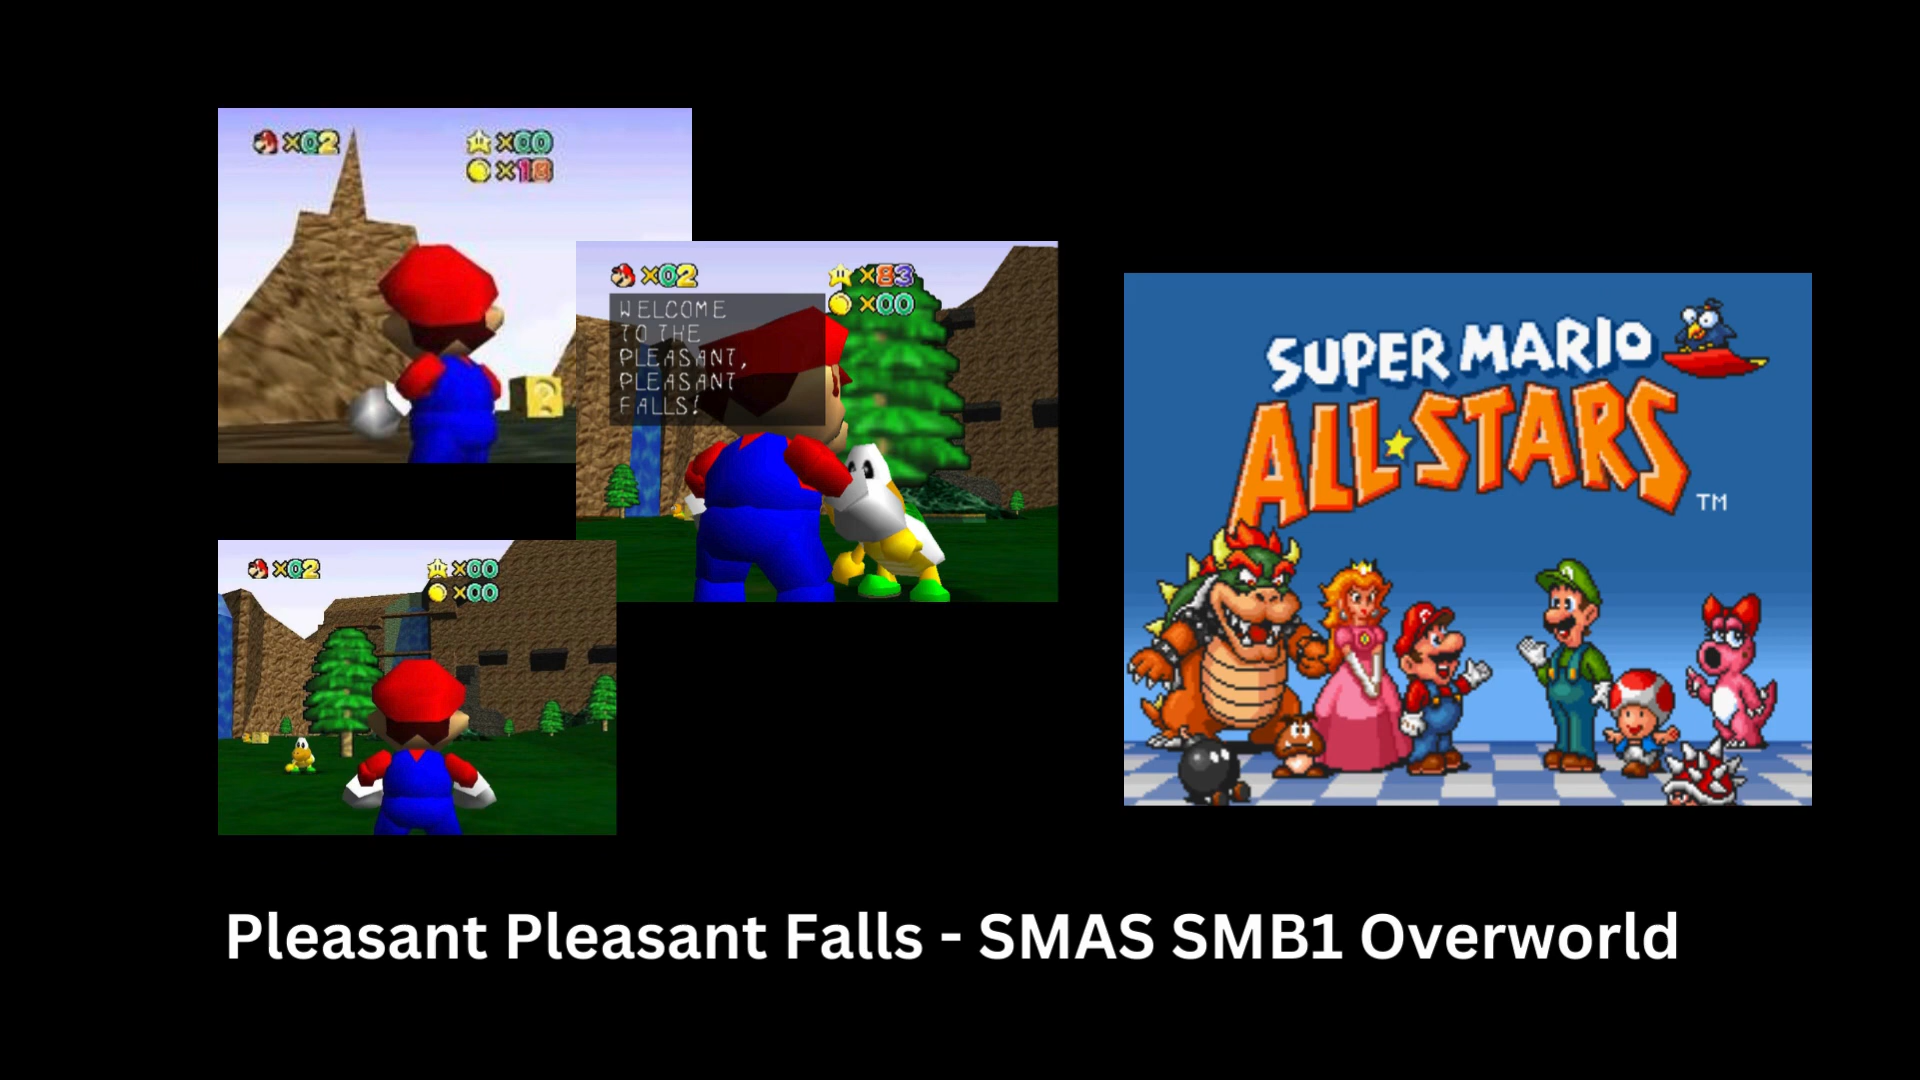 ×02
×00
×18
×02
×83
×00
WELCOME
TO THE
PLEASANT,
PLEASANT
FALLS!
×02
×00
×00
SUPER MARIO
ALL★STARS
TM
Pleasant Pleasant Falls - SMAS SMB1 Overworld